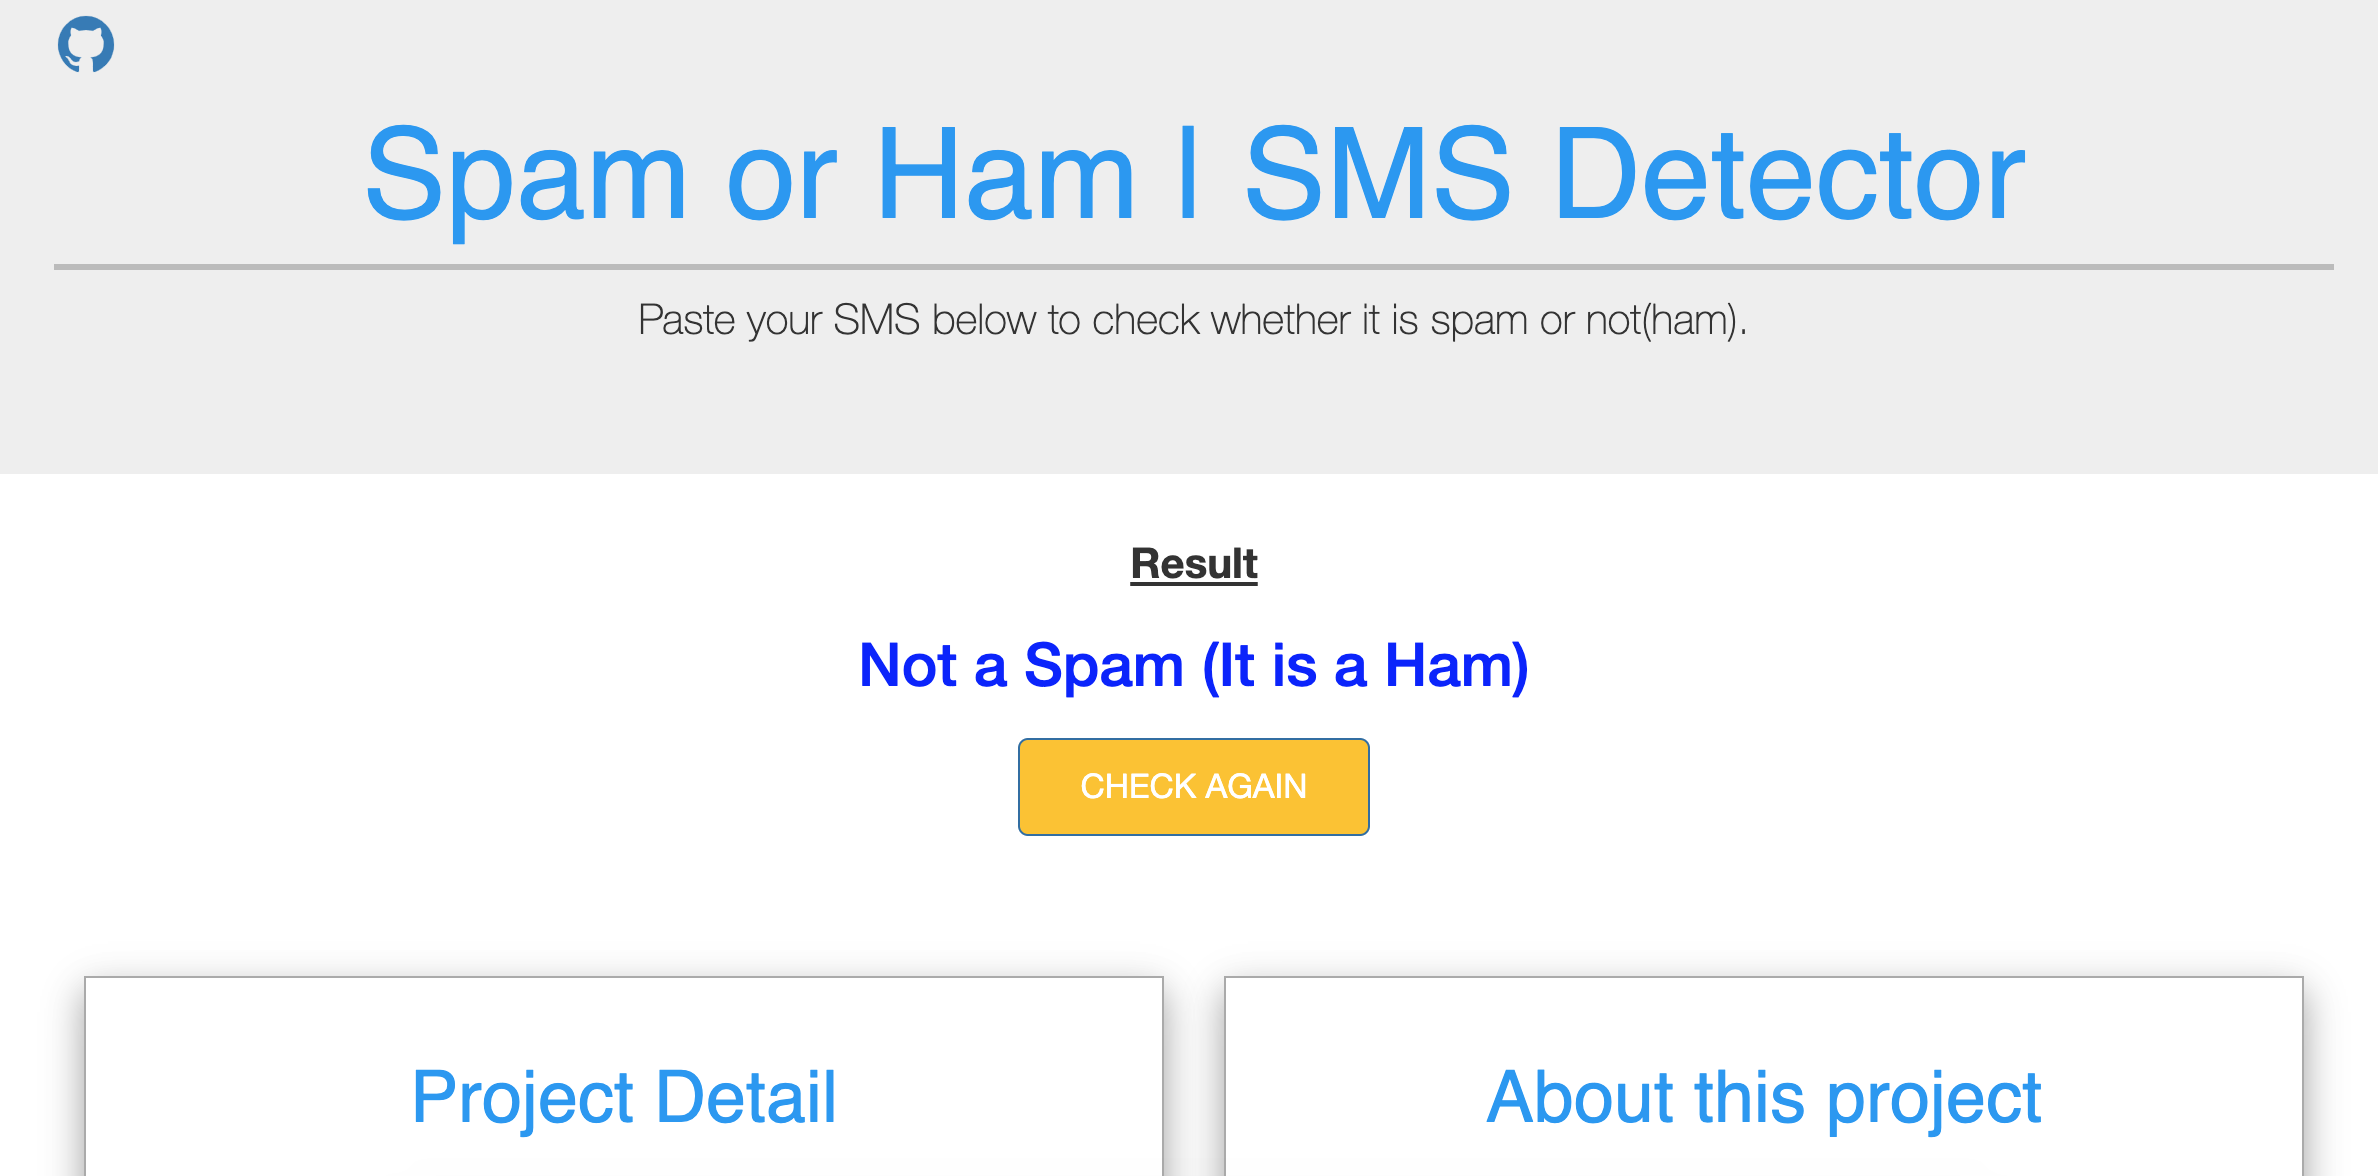 Spam or Ham | SMS Detector
Paste your SMS below to check whether it is spam or not(ham).
Result
Not a Spam (It is a Ham)
CHECK AGAIN
Project Detail
About this project